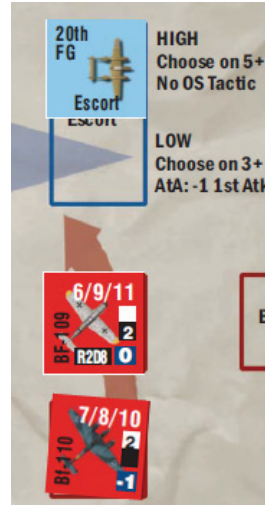 20th
FG
Escort
Escort
HIGH
Choose on 5+
No OS Tactic
LOW
Choose on 3+
AtA: -1 1st Atk
6/9/11
BF-109
2
R2D8
0
7/8/10
Bf-110
2
-1
E